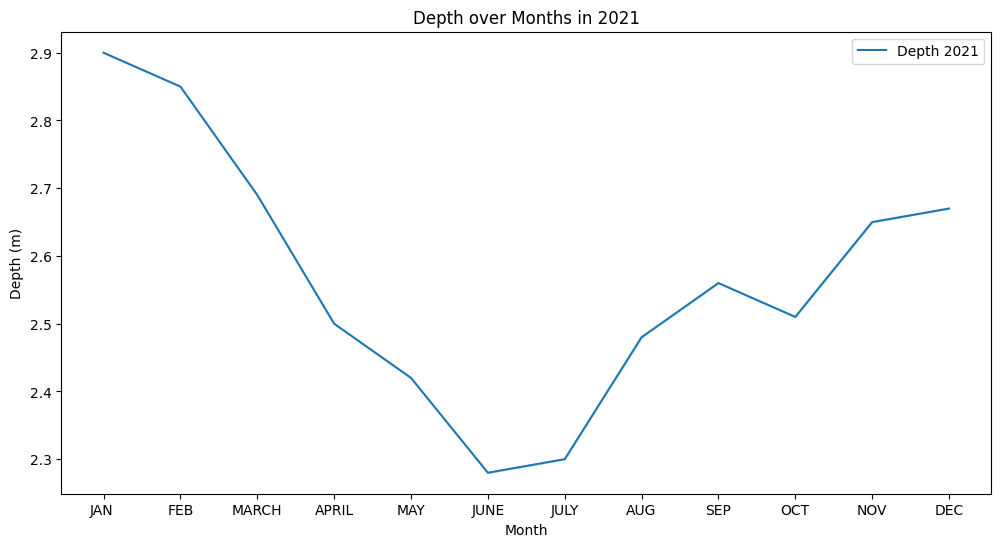 Depth over Months in 2021
Depth 2021
2.9
2.8
2.7
2.6
2.5
2.4
2.3
Depth (m)
JAN FEB MARCH APRIL MAY JUNE JULY AUG SEP OCT NOV DEC
Month